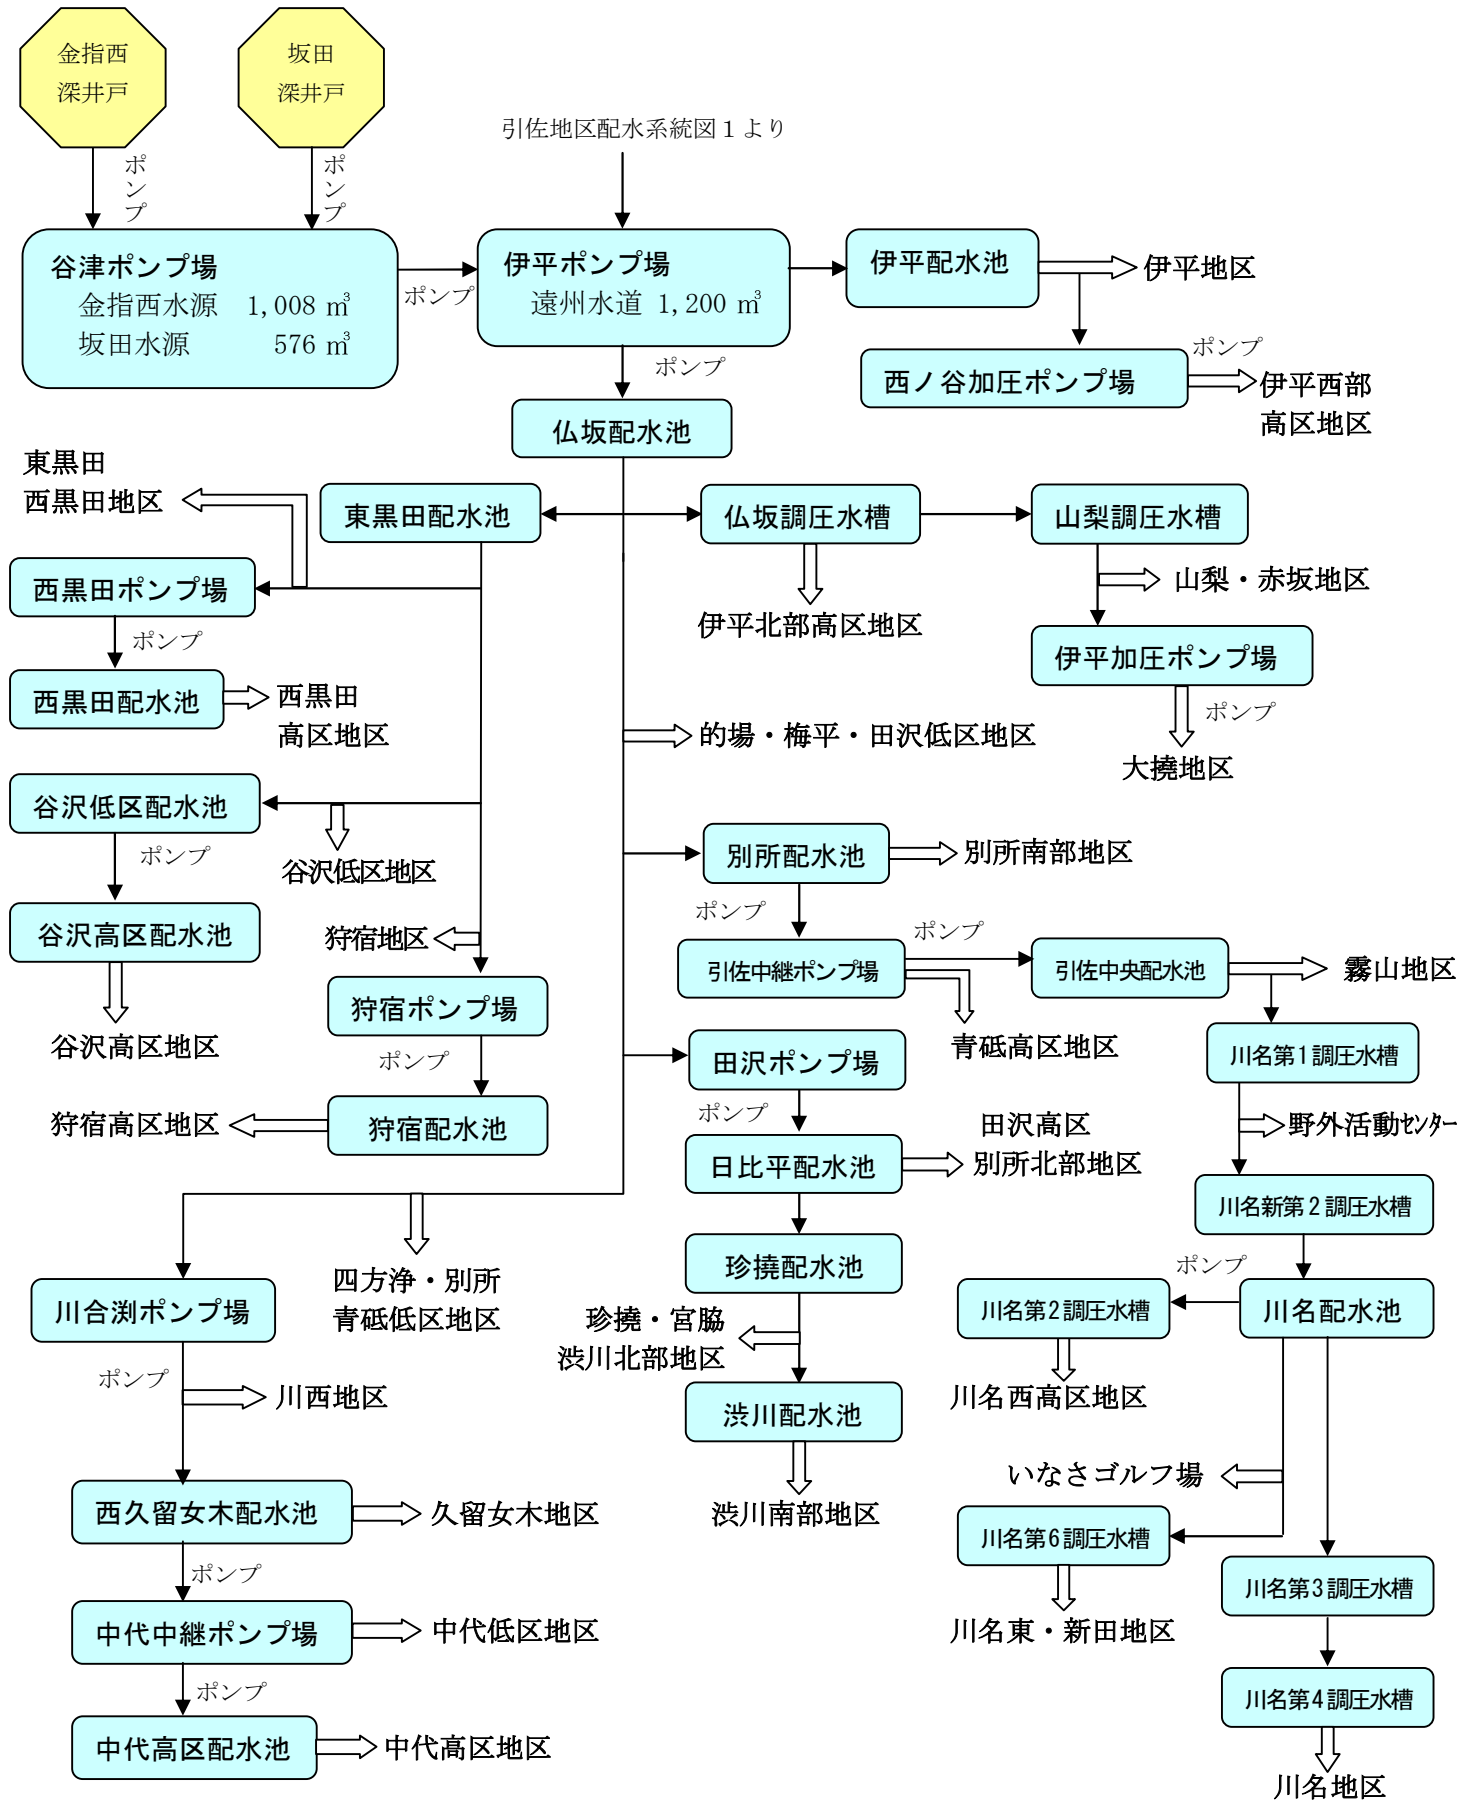 金指西
深井戸
坂田
深井戸
引佐地区配水系統図１より
ポンプ
ポンプ
谷津ポンプ場
金指西水源 1,008 ㎥
坂田水源 576 ㎥
ポンプ
伊平ポンプ場
遠州水道 1,200 ㎥
伊平配水池
伊平地区
ポンプ
西ノ谷加圧ポンプ場
ポンプ
伊平西部
高区地区
仏坂配水池
東黒田
西黒田地区
東黒田配水池
仏坂調圧水槽
山梨調圧水槽
西黒田ポンプ場
山梨・赤坂地区
伊平北部高区地区
ポンプ
伊平加圧ポンプ場
西黒田配水池
西黒田
高区地区
ポンプ
的場・梅平・田沢低区地区
大撓地区
谷沢低区配水池
ポンプ
谷沢低区地区
別所配水池
別所南部地区
ポンプ
ポンプ
谷沢高区配水池
狩宿地区
引佐中継ポンプ場
引佐中央配水池
霧山地区
狩宿ポンプ場
谷沢高区地区
青砥高区地区
川名第1調圧水槽
ポンプ
田沢ポンプ場
ポンプ
狩宿高区地区
狩宿配水池
田沢高区
別所北部地区
野外活動ｾﾝﾀｰ
日比平配水池
川名新第2調圧水槽
珍撓配水池
ポンプ
川合渕ポンプ場
四方浄・別所
青砥低区地区
川名第2調圧水槽
川名配水池
珍撓・宮脇
渋川北部地区
ポンプ
川西地区
川名西高区地区
渋川配水池
いなさゴルフ場
西久留女木配水池
久留女木地区
渋川南部地区
川名第6調圧水槽
ポンプ
川名第3調圧水槽
中代中継ポンプ場
中代低区地区
川名東・新田地区
ポンプ
川名第4調圧水槽
中代高区配水池
中代高区地区
川名地区